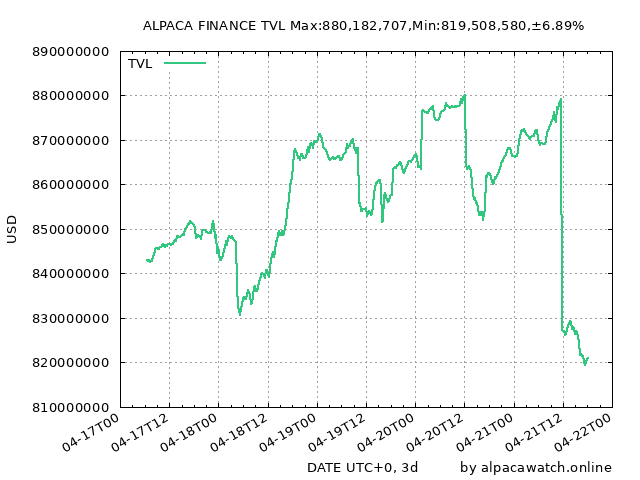 ALPACA FINANCE TVL Max:880,182,707,Min:819,508,580,±6.89%
890000000
TVL
880000000
870000000
860000000
850000000
840000000
830000000
820000000
810000000
USD
04-17T00
04-17T12
04-18T00
04-18T12
04-19T00
04-19T12
04-20T00
04-20T12
04-21T00
04-21T12
04-22T00
DATE UTC+0, 3d
by alpacawatch.online